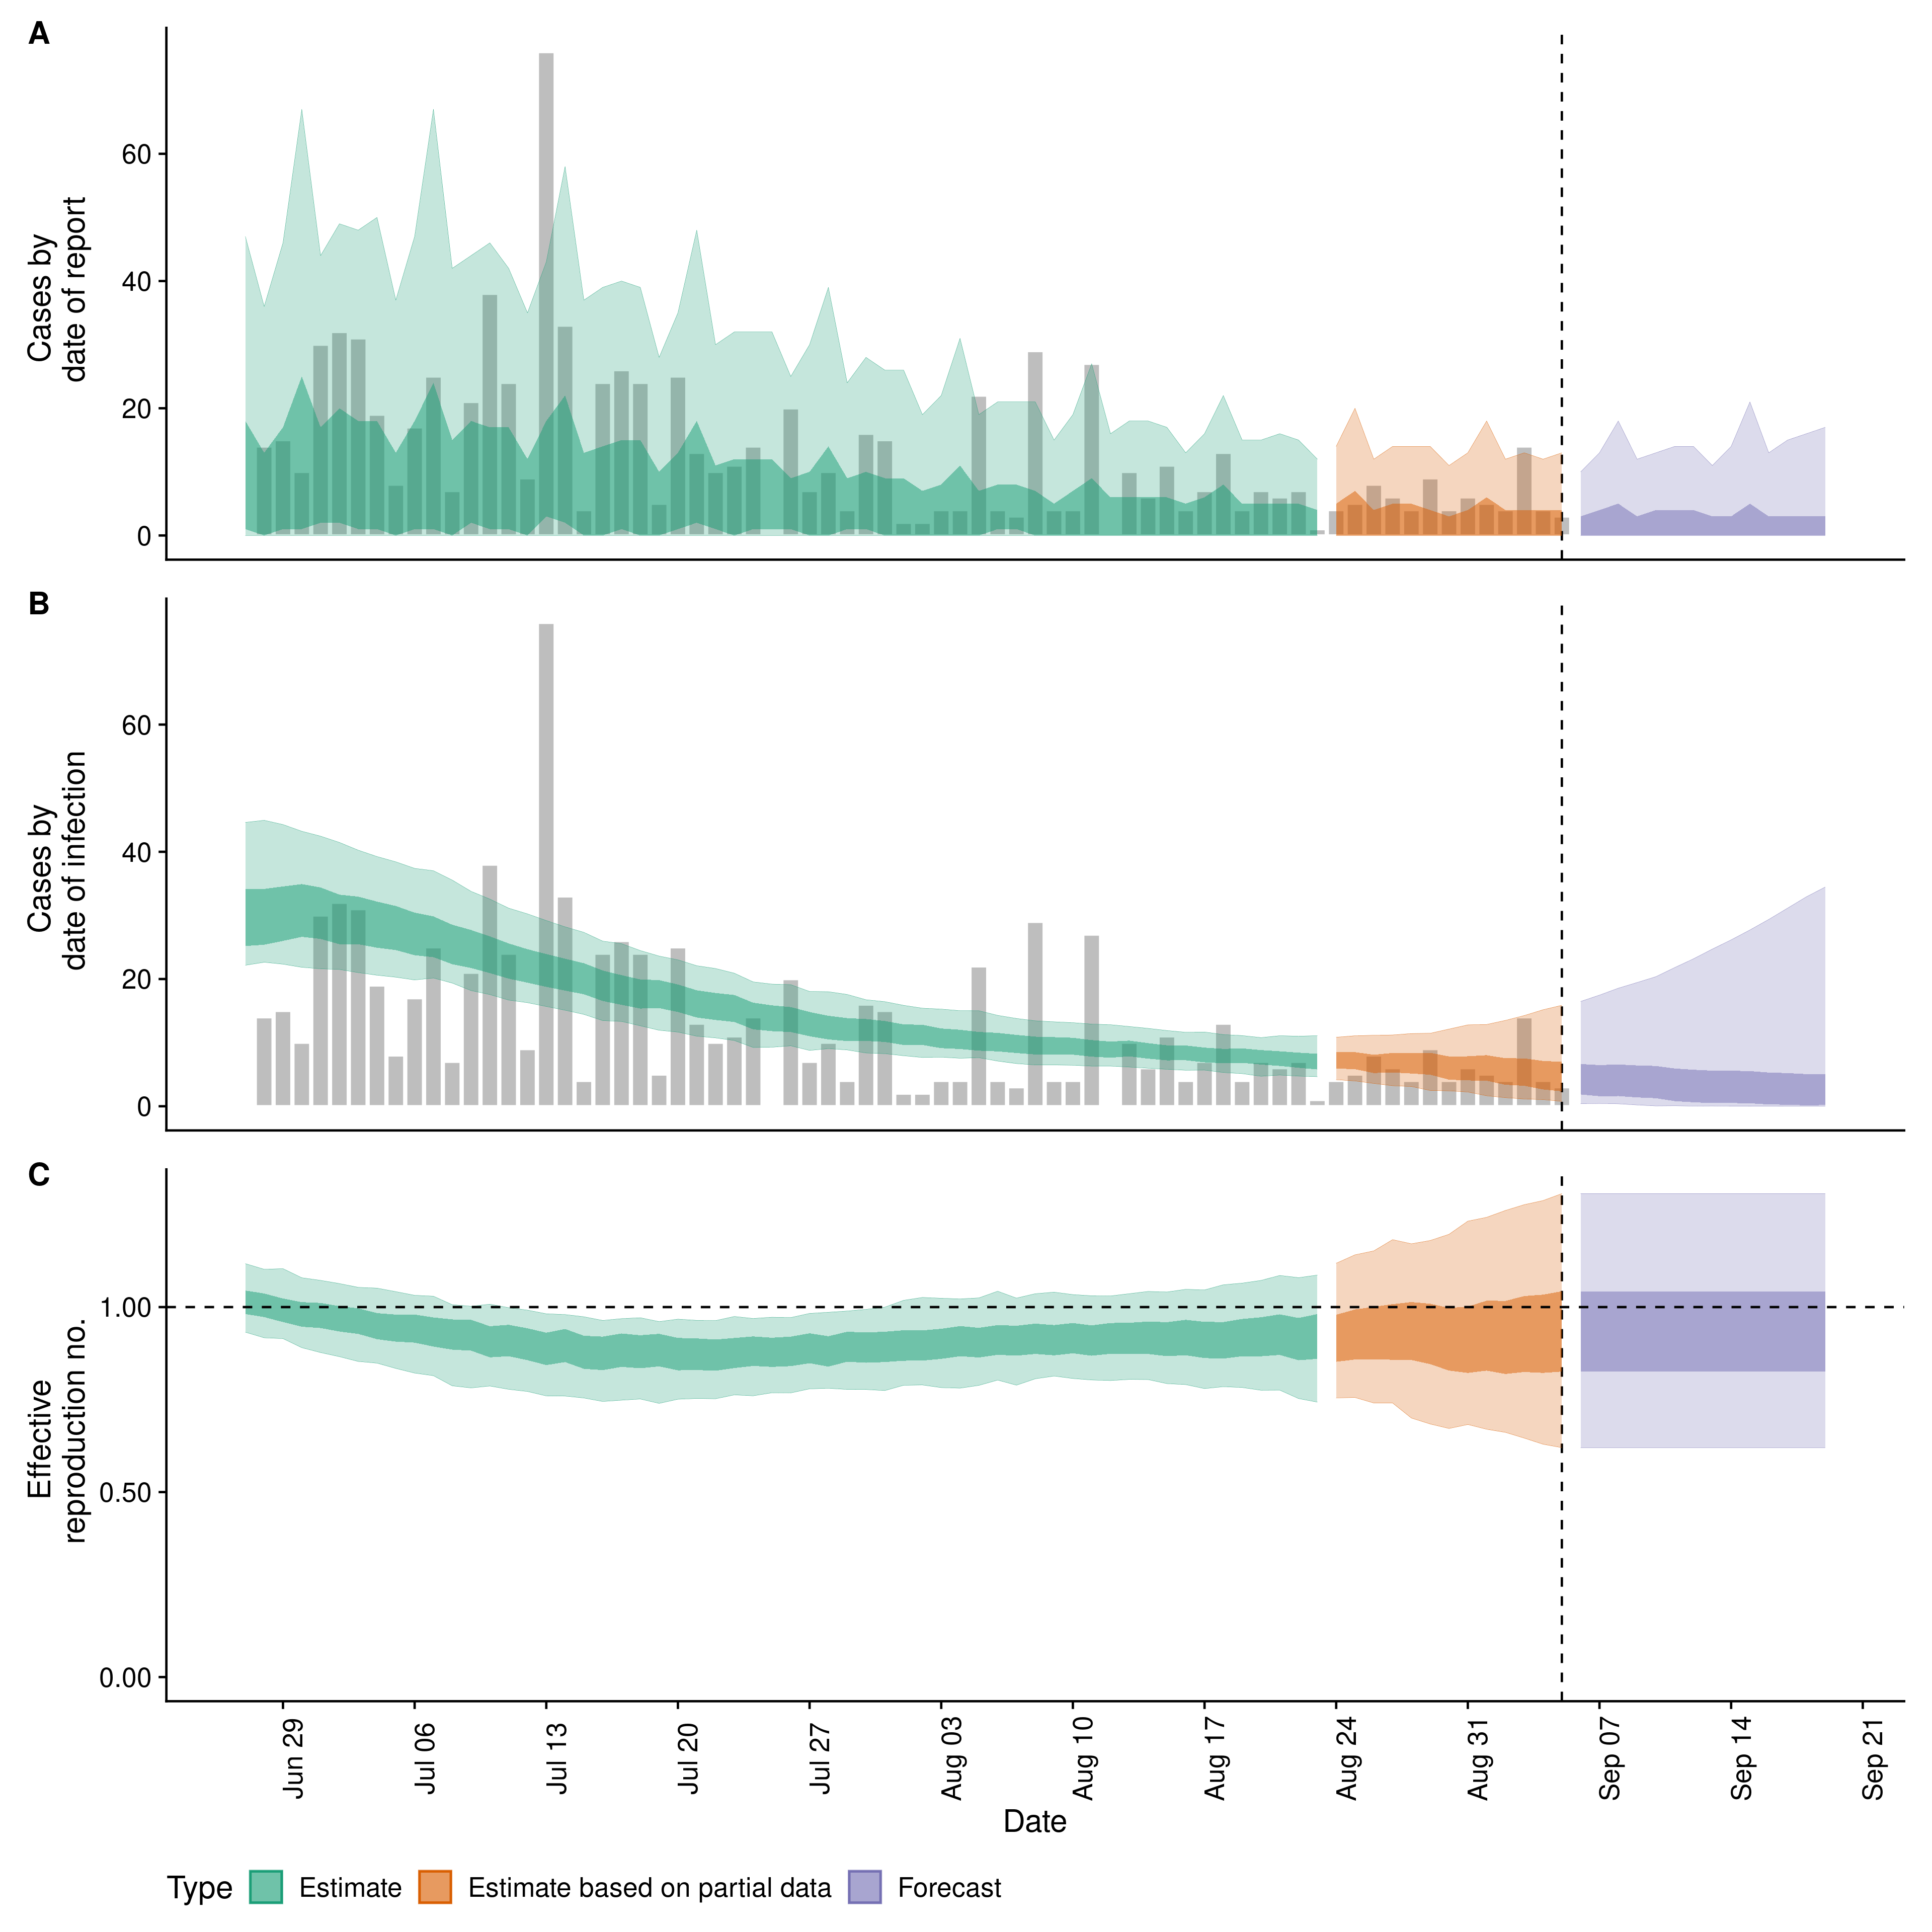 A
Cases by
date of report
60
40
20
0
B
Cases by
date of infection
60
40
20
0
C
Effective
reproduction no.
1.00
0.50
0.00
Jun 29
Jul 06
Jul 13
Jul 20
Jul 27
Aug 03
Aug 10
Aug 17
Aug 24
Aug 31
Sep 07
Sep 14
Sep 21
Date
Type Estimate Estimate based on partial data Forecast